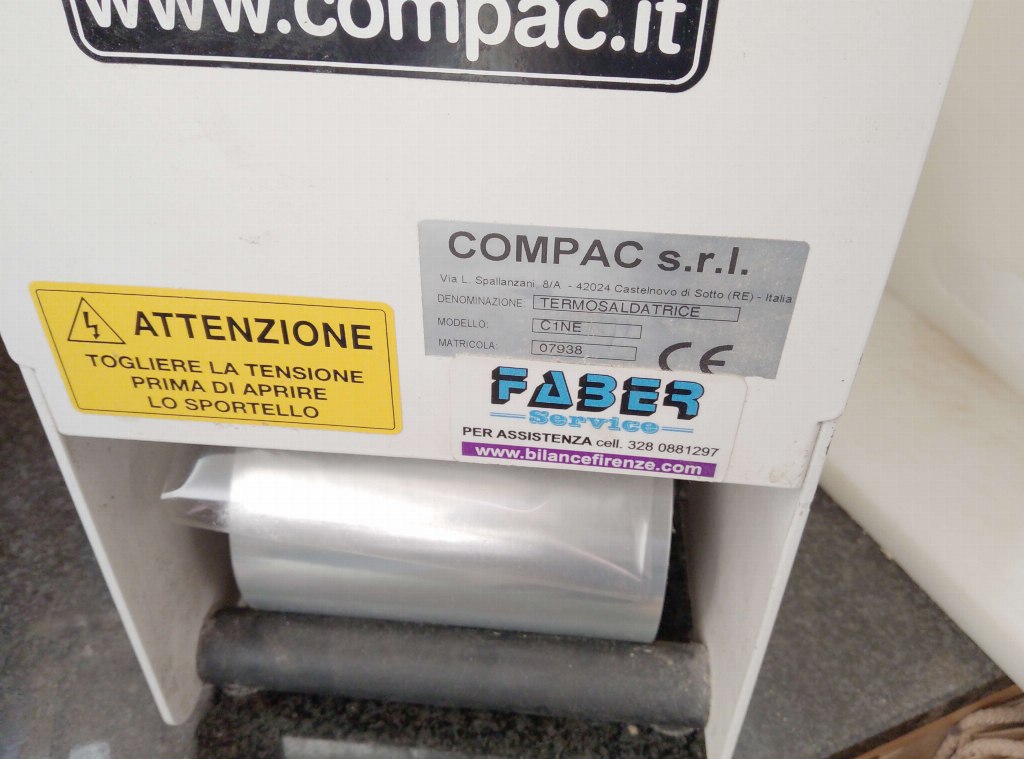 www.compac.it
COMPAC s.r.l.
Via L. Spallanzani, 8/A - 42024 Castelnovo di Sotto (RE) - Italia
DENOMINAZIONE: TERMOSALDATRICE
MODELLO: C1NE
MATRICOLA: 07938
CE
ATTENZIONE
TOGLIERE LA TENSIONE
PRIMA DI APRIRE
LO SPORTELLO
FABER
Service
PER ASSISTENZA cell. 328 0881297
www.bilancefirenze.com